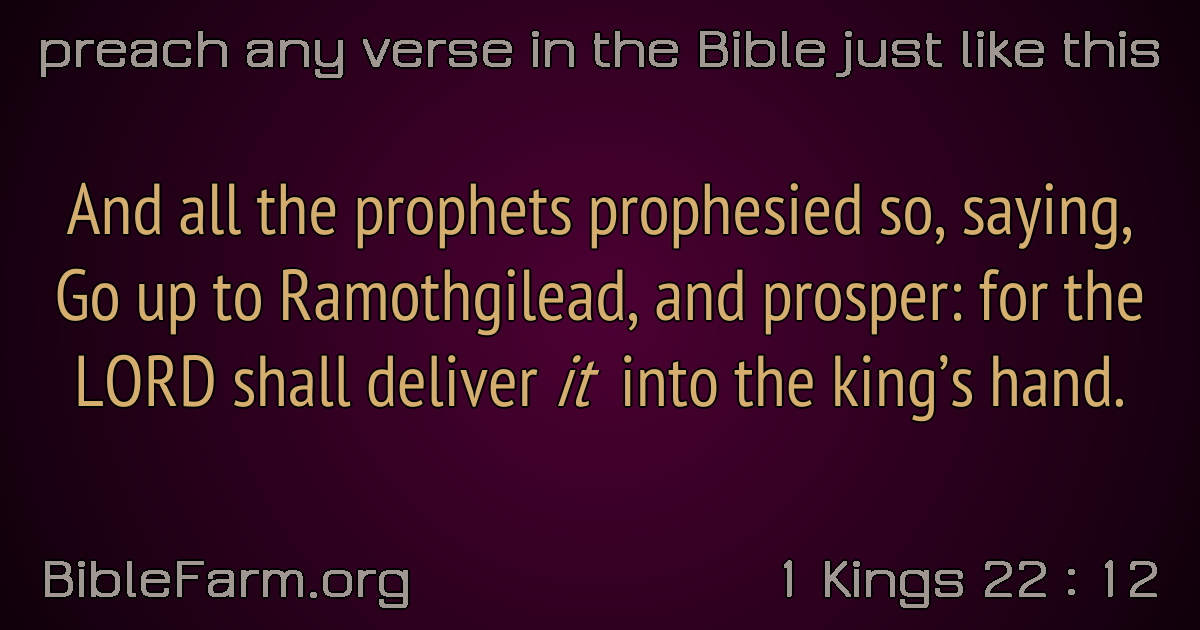 preach any verse in the Bible just like this
And all the prophets prophesied so, saying,
Go up to Ramothgilead, and prosper: for the
LORD shall deliver it into the king’s hand.
BibleFarm.org
1 Kings 22 : 12